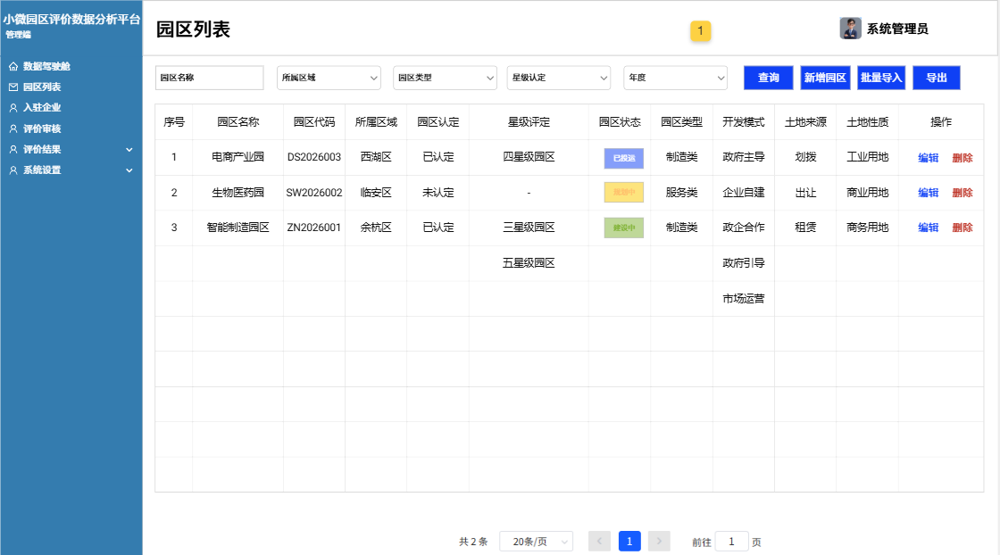 小微园区评价数据分析平台
管理端
数据驾驶舱
园区列表
入驻企业
评价审核
评价结果
系统设置
园区列表
1
系统管理员
园区名称 所属区域 园区类型 星级认定 年度 查询 新增园区 批量导入 导出
序号 园区名称 园区代码 所属区域 园区认定 星级评定 园区状态 园区类型 开发模式 土地来源 土地性质 操作
1 电商产业园 DS2026003 西湖区 已认定 四星级园区 已投运 制造类 政府主导 划拨 工业用地 编辑 删除
2 生物医药园 SW2026002 临安区 未认定 - 规划中 服务类 企业自建 出让 商业用地 编辑 删除
3 智能制造园区 ZN2026001 余杭区 已认定 三星级园区 建设中 制造类 政企合作 租赁 商务用地 编辑 删除
五星级园区 政府引导
市场运营
共 2 条 20条/页 1 前往 1 页